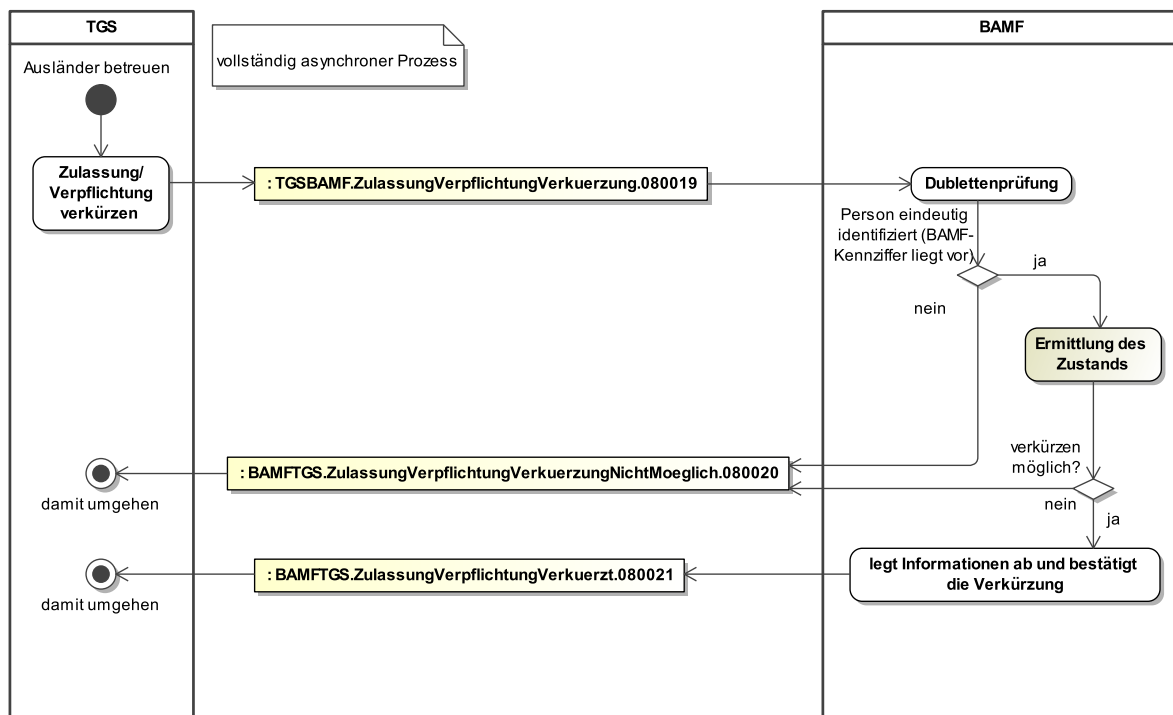 TGS
BAMF
Ausländer betreuen
vollständig asynchroner Prozess
Zulassung/
Verpflichtung
verkürzen
: TGSBAMF.ZulassungVerpflichtungVerkuerzung.080019
Dublettenprüfung
Person eindeutig
identifiziert (BAMF-
Kennziffer liegt vor)
ja
nein
Ermittlung des
Zustands
verkürzen
möglich?
: BAMFTGS.ZulassungVerpflichtungVerkuerzungNichtMoeglich.080020
damit umgehen
nein
ja
legt Informationen ab und bestätigt
die Verkürzung
: BAMFTGS.ZulassungVerpflichtungVerkuerzt.080021
damit umgehen